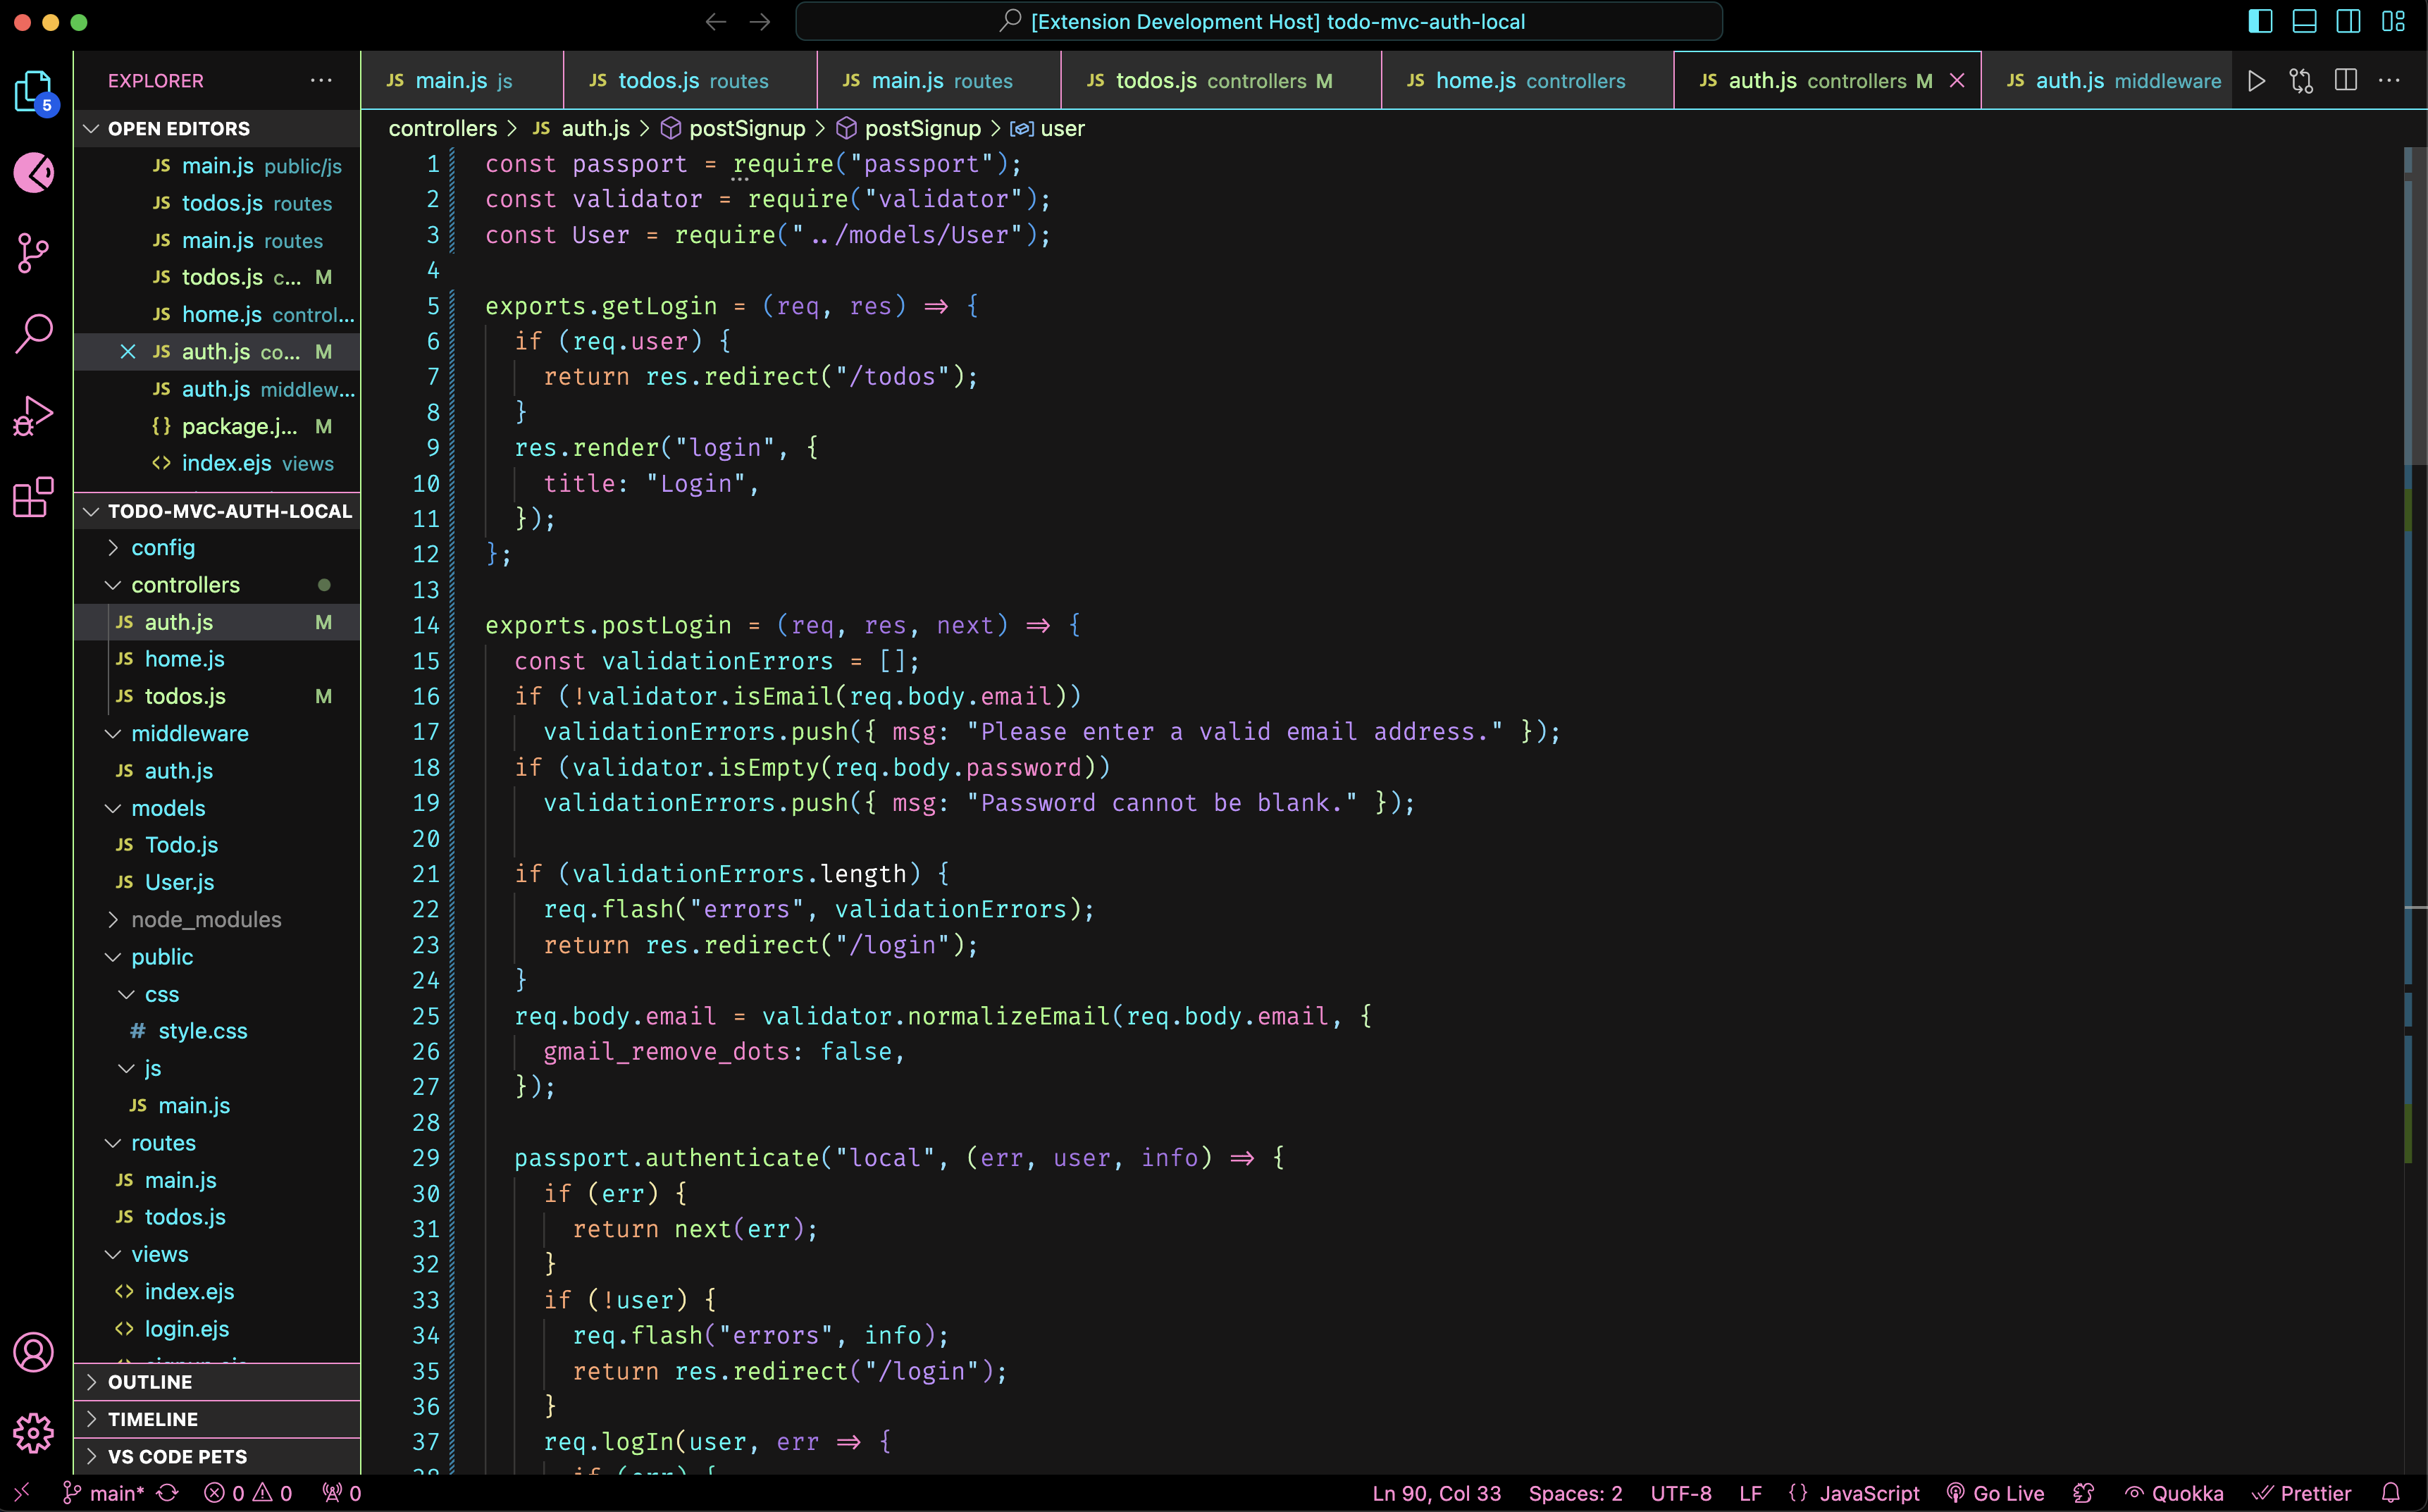 [Extension Development Host] todo-mvc-auth-local
5
EXPLORER
OPEN EDITORS
JS main.js public/js
JS todos.js routes
JS main.js routes
JS todos.js c... M
JS home.js control...
JS auth.js co... M
JS auth.js middlew...
{} package.j... M
<> index.ejs views
TODO-MVC-AUTH-LOCAL
config
controllers
JS auth.js M
JS home.js
JS todos.js M
middleware
JS auth.js
models
JS Todo.js
JS User.js
node_modules
public
css
# style.css
js
JS main.js
routes
JS main.js
JS todos.js
views
<> index.ejs
<> login.ejs
OUTLINE
TIMELINE
VS CODE PETS
JS main.js js JS todos.js routes JS main.js routes JS todos.js controllers M JS home.js controllers JS auth.js controllers M JS auth.js middleware
controllers > JS auth.js > postSignup > postSignup > user
1 const passport = require("passport");
2 const validator = require("validator");
3 const User = require("../models/User");
4
5 exports.getLogin = (req, res) => {
6 if (req.user) {
7 return res.redirect("/todos");
8 }
9 res.render("login", {
10 title: "Login",
11 });
12 };
13
14 exports.postLogin = (req, res, next) => {
15 const validationErrors = [];
16 if (!validator.isEmail(req.body.email))
17 validationErrors.push({ msg: "Please enter a valid email address." });
18 if (validator.isEmpty(req.body.password))
19 validationErrors.push({ msg: "Password cannot be blank." });
20
21 if (validationErrors.length) {
22 req.flash("errors", validationErrors);
23 return res.redirect("/login");
24 }
25 req.body.email = validator.normalizeEmail(req.body.email, {
26 gmail_remove_dots: false,
27 });
28
29 passport.authenticate("local", (err, user, info) => {
30 if (err) {
31 return next(err);
32 }
33 if (!user) {
34 req.flash("errors", info);
35 return res.redirect("/login");
36 }
37 req.logIn(user, err => {
main* 0 0 0 Ln 90, Col 33 Spaces: 2 UTF-8 LF {} JavaScript Go Live Quokka Prettier